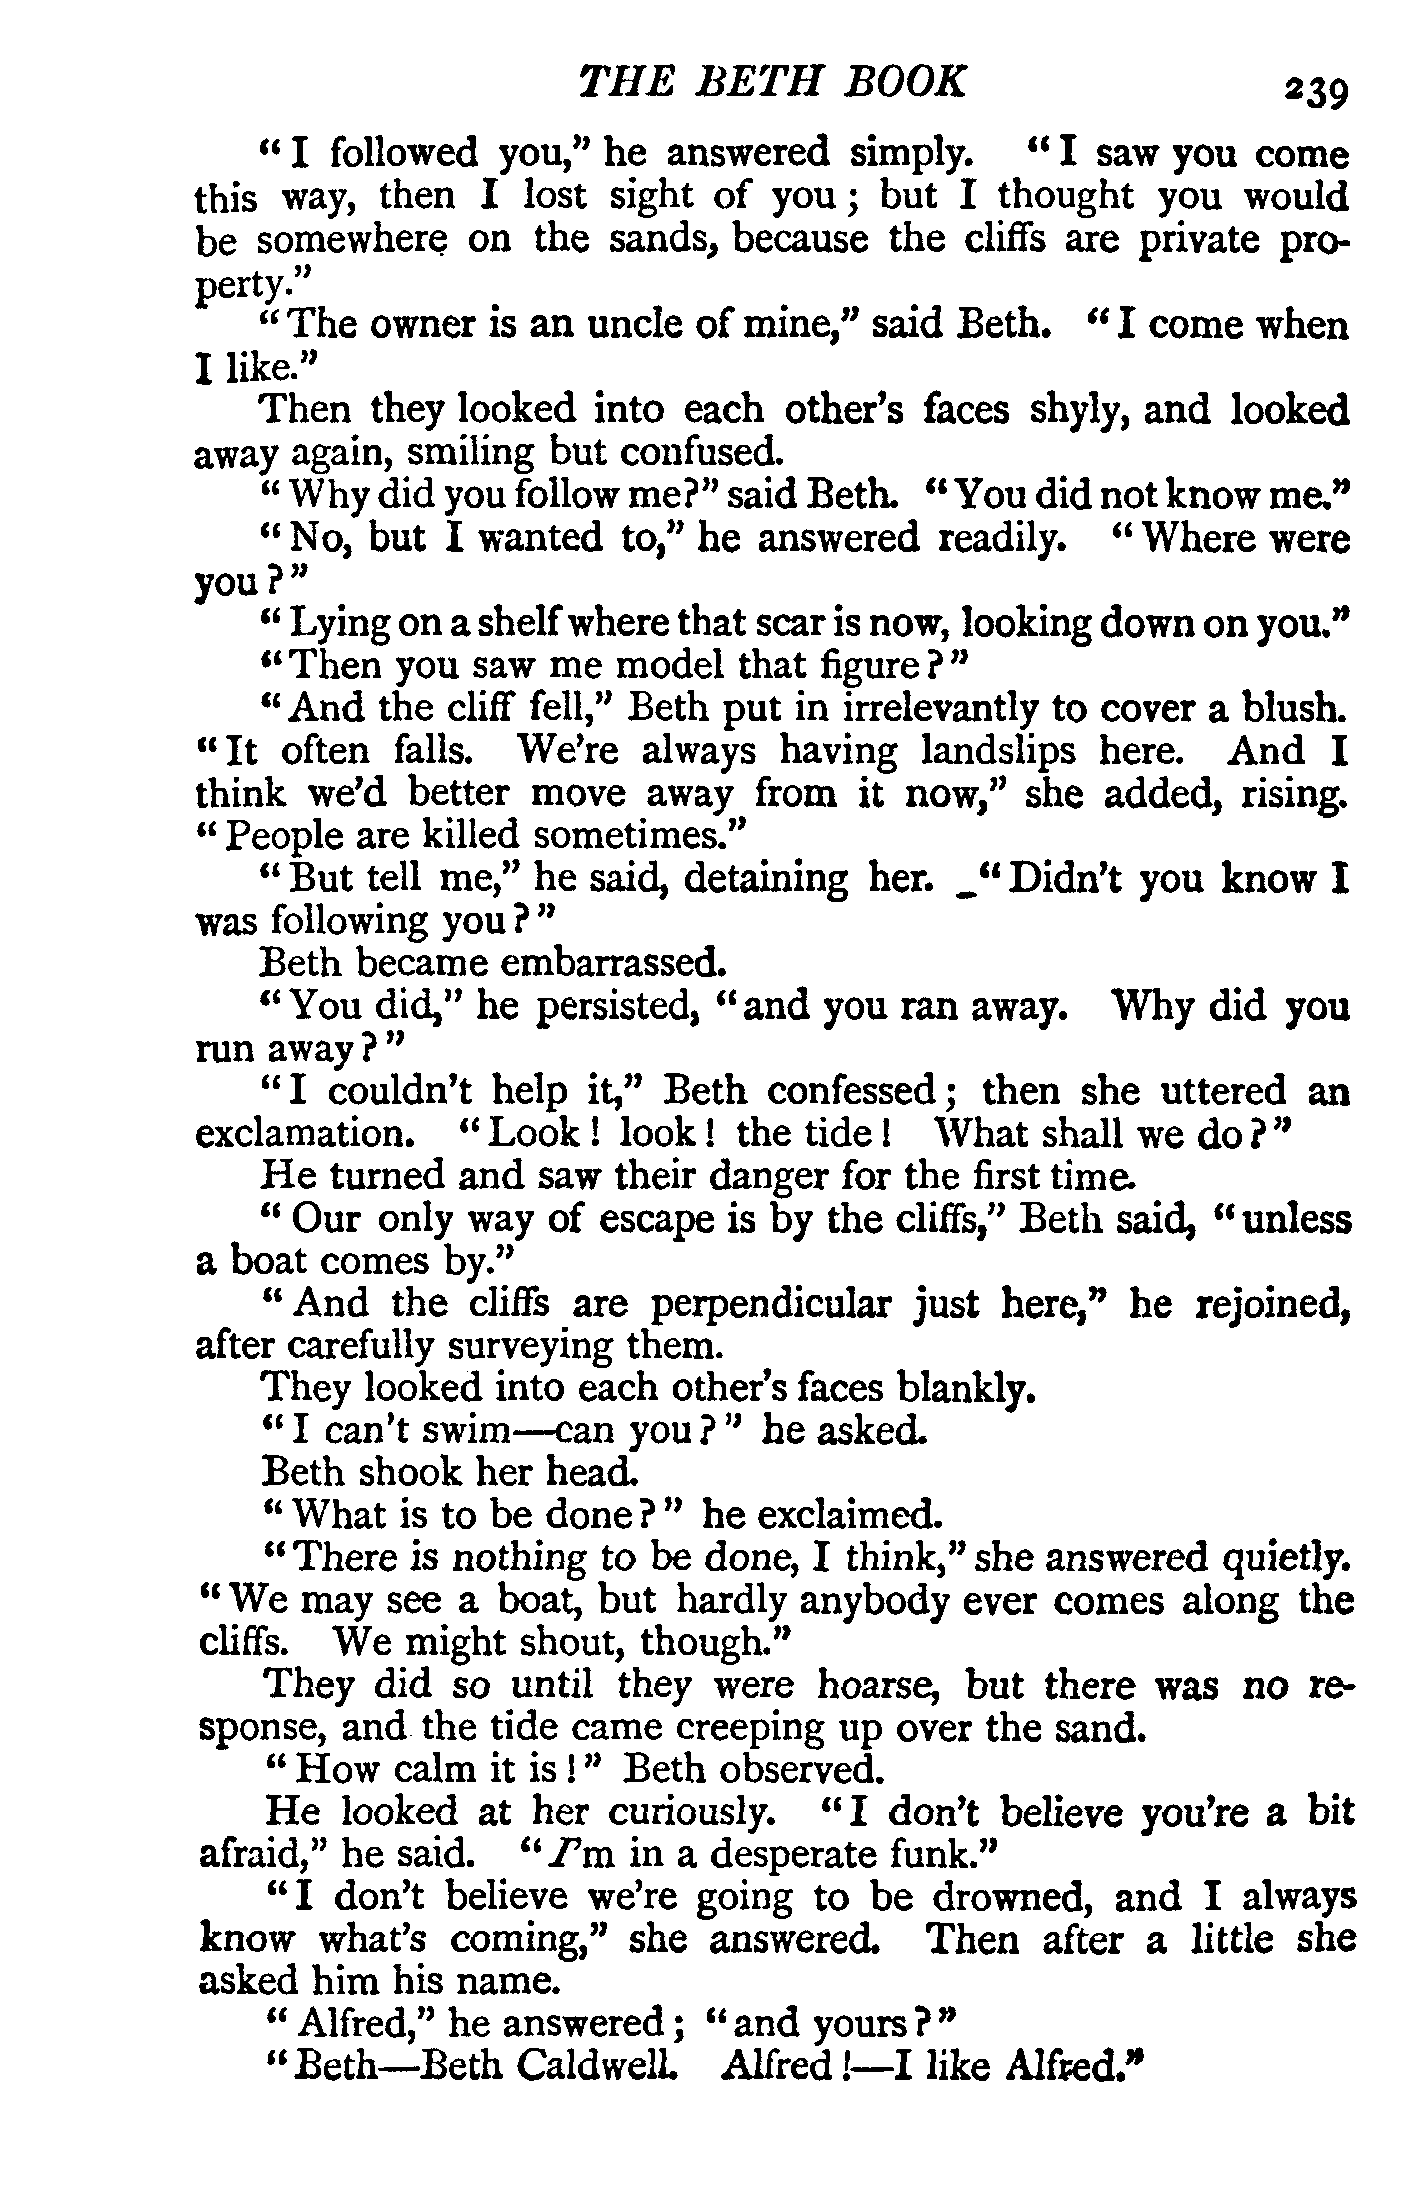 THE BETH BOOK 239
“I followed you,” he answered simply. “I saw you come
this way, then I lost sight of you; but I thought you would
be somewhere on the sands, because the cliffs are private pro-
perty.”
“The owner is an uncle of mine,” said Beth. “I come when
I like.”
Then they looked into each other’s faces shyly, and looked
away again, smiling but confused.
“Why did you follow me?” said Beth. “You did not know me.”
“No, but I wanted to,” he answered readily. “Where were
you?”
“Lying on a shelf where that scar is now, looking down on you.”
“Then you saw me model that figure?”
“And the cliff fell,” Beth put in irrelevantly to cover a blush.
“It often falls. We’re always having landslips here. And I
think we’d better move away from it now,” she added, rising.
“People are killed sometimes.”
“But tell me,” he said, detaining her. “Didn’t you know I
was following you?”
Beth became embarrassed.
“You did,” he persisted, “and you ran away. Why did you
run away?”
“I couldn’t help it,” Beth confessed; then she uttered an
exclamation. “Look! look! the tide! What shall we do?”
He turned and saw their danger for the first time.
“Our only way of escape is by the cliffs,” Beth said, “unless
a boat comes by.”
“And the cliffs are perpendicular just here,” he rejoined,
after carefully surveying them.
They looked into each other’s faces blankly.
“I can’t swim—can you?” he asked.
Beth shook her head.
“What is to be done?” he exclaimed.
“There is nothing to be done, I think,” she answered quietly.
“We may see a boat, but hardly anybody ever comes along the
cliffs. We might shout, though.”
They did so until they were hoarse, but there was no re-
sponse, and the tide came creeping up over the sand.
“How calm it is!” Beth observed.
He looked at her curiously. “I don’t believe you’re a bit
afraid,” he said. “I’m in a desperate funk.”
“I don’t believe we’re going to be drowned, and I always
know what’s coming,” she answered. Then after a little she
asked him his name.
“Alfred,” he answered; “and yours?”
“Beth—Beth Caldwell. Alfred!—I like Alfred.”